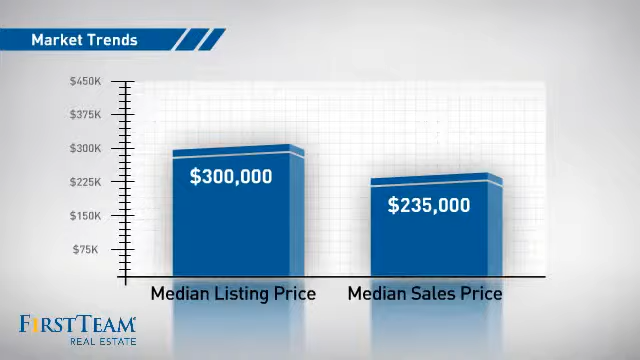 Market Trends
$450K
$375K
$300K
$225K
$150K
$75K
$300,000
$235,000
Median Listing Price
Median Sales Price
FIRSTTEAM®
REAL ESTATE